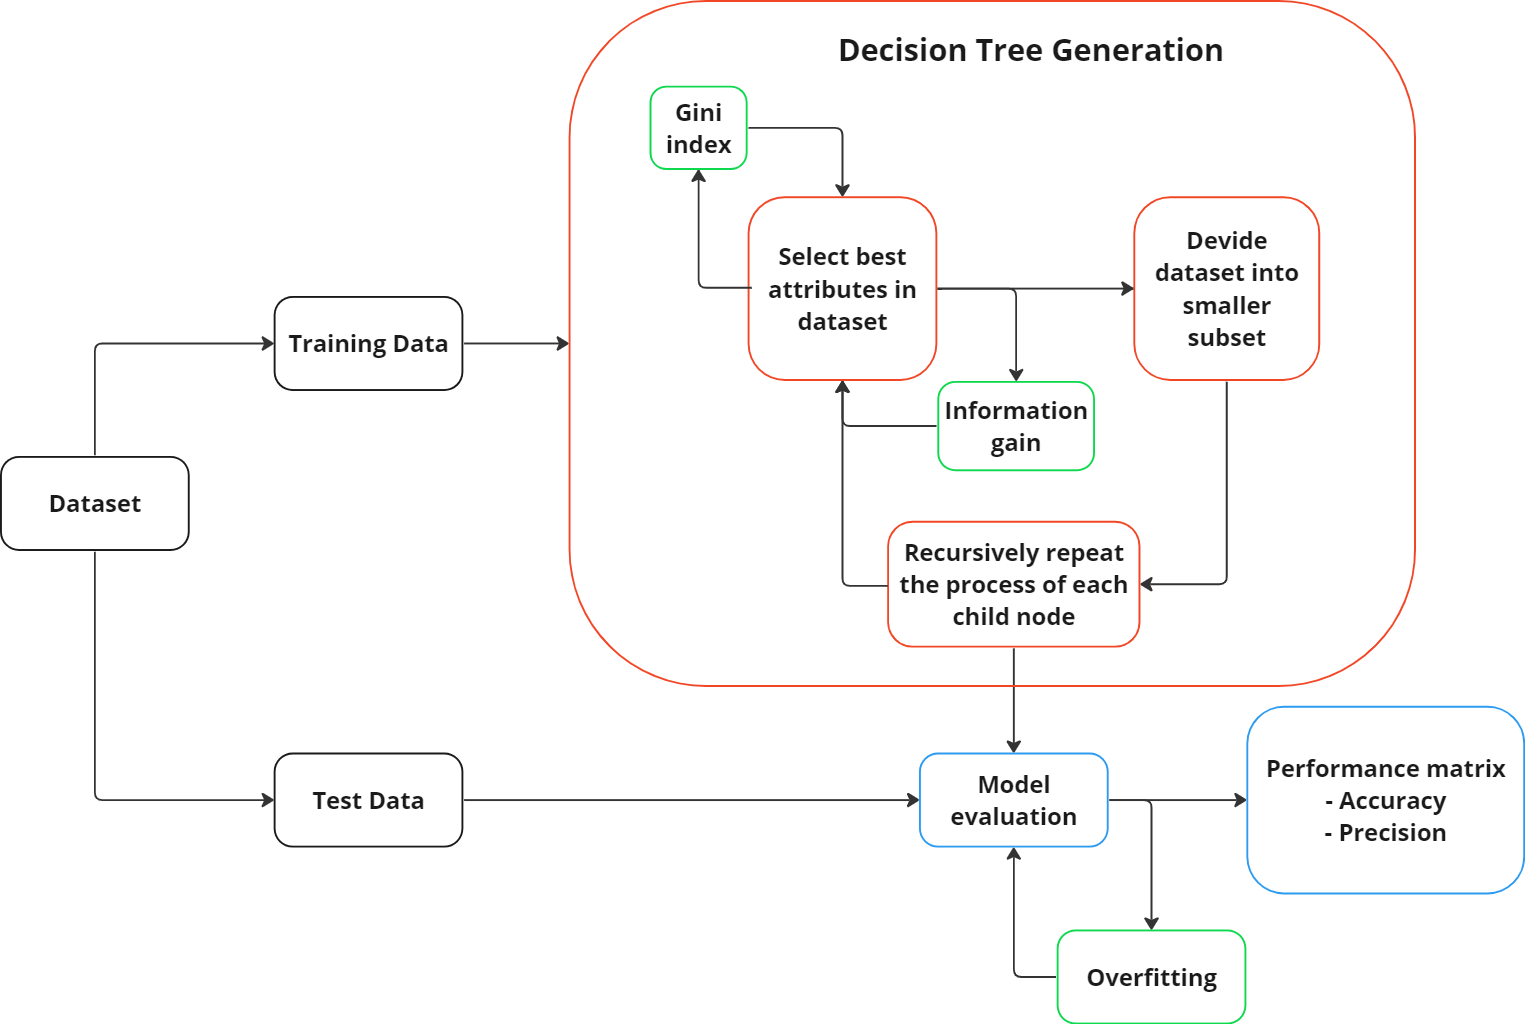 Decision Tree Generation
Gini
index
Select best
attributes in
dataset
Devide
dataset into
smaller
subset
Training Data
Information
gain
Dataset
Recursively repeat
the process of each
child node
Test Data
Model
evaluation
Performance matrix
- Accuracy
- Precision
Overfitting